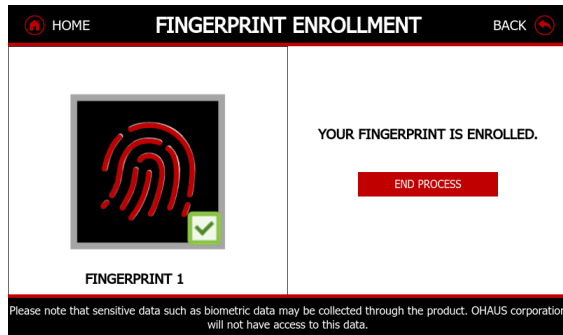 HOME
FINGERPRINT ENROLLMENT
BACK
YOUR FINGERPRINT IS ENROLLED.
END PROCESS
FINGERPRINT 1
Please note that sensitive data such as biometric data may be collected through the product. OHAUS corporation
will not have access to this data.